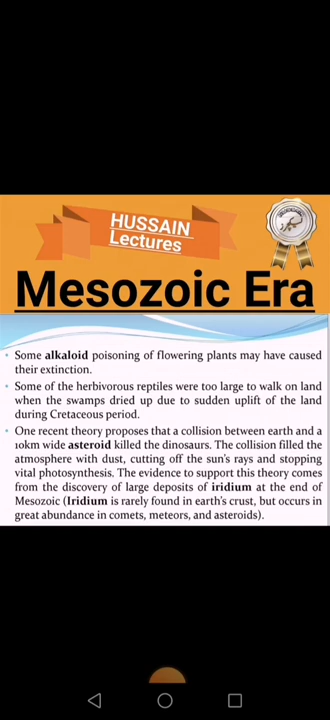 HUSSAIN
Lectures
Mesozoic Era
• Some alkaloid poisoning of flowering plants may have caused
their extinction.
• Some of the herbivorous reptiles were too large to walk on land
when the swamps dried up due to sudden uplift of the land
during Cretaceous period.
• One recent theory proposes that a collision between earth and a
10km wide asteroid killed the dinosaurs. The collision filled the
atmosphere with dust, cutting off the sun's rays and stopping
vital photosynthesis. The evidence to support this theory comes
from the discovery of large deposits of iridium at the end of
Mesozoic (Iridium is rarely found in earth's crust, but occurs in
great abundance in comets, meteors, and asteroids).